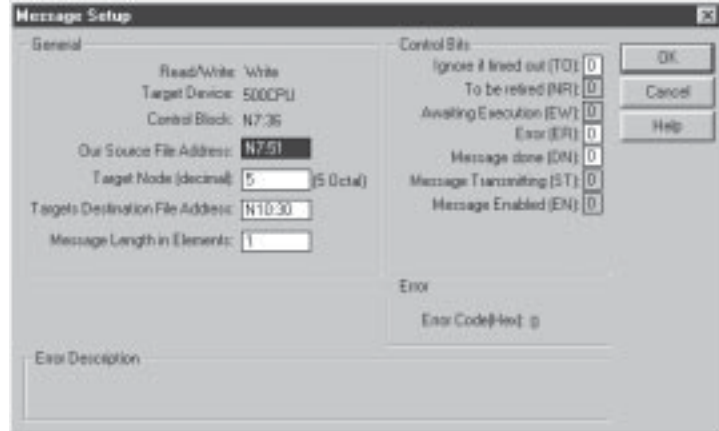 Message Setup
General
Read/Write: Write
Target Device: 500CPU
Control Block: N7:36
Our Source File Address: N7:51
Target Node (decimal): 5 (5 Octal)
Targets Destination File Address: N10:30
Message Length in Elements: 1
Control Bits
Ignore if timed out (TO): 0
To be retried (NR): 0
Awaiting Execution (EW): 0
Error (ER): 0
Message done (DN): 0
Message Transmitting (ST): 0
Message Enabled (EN): 0
OK
Cancel
Help
Error
Error Code(Hex): 0
Error Description